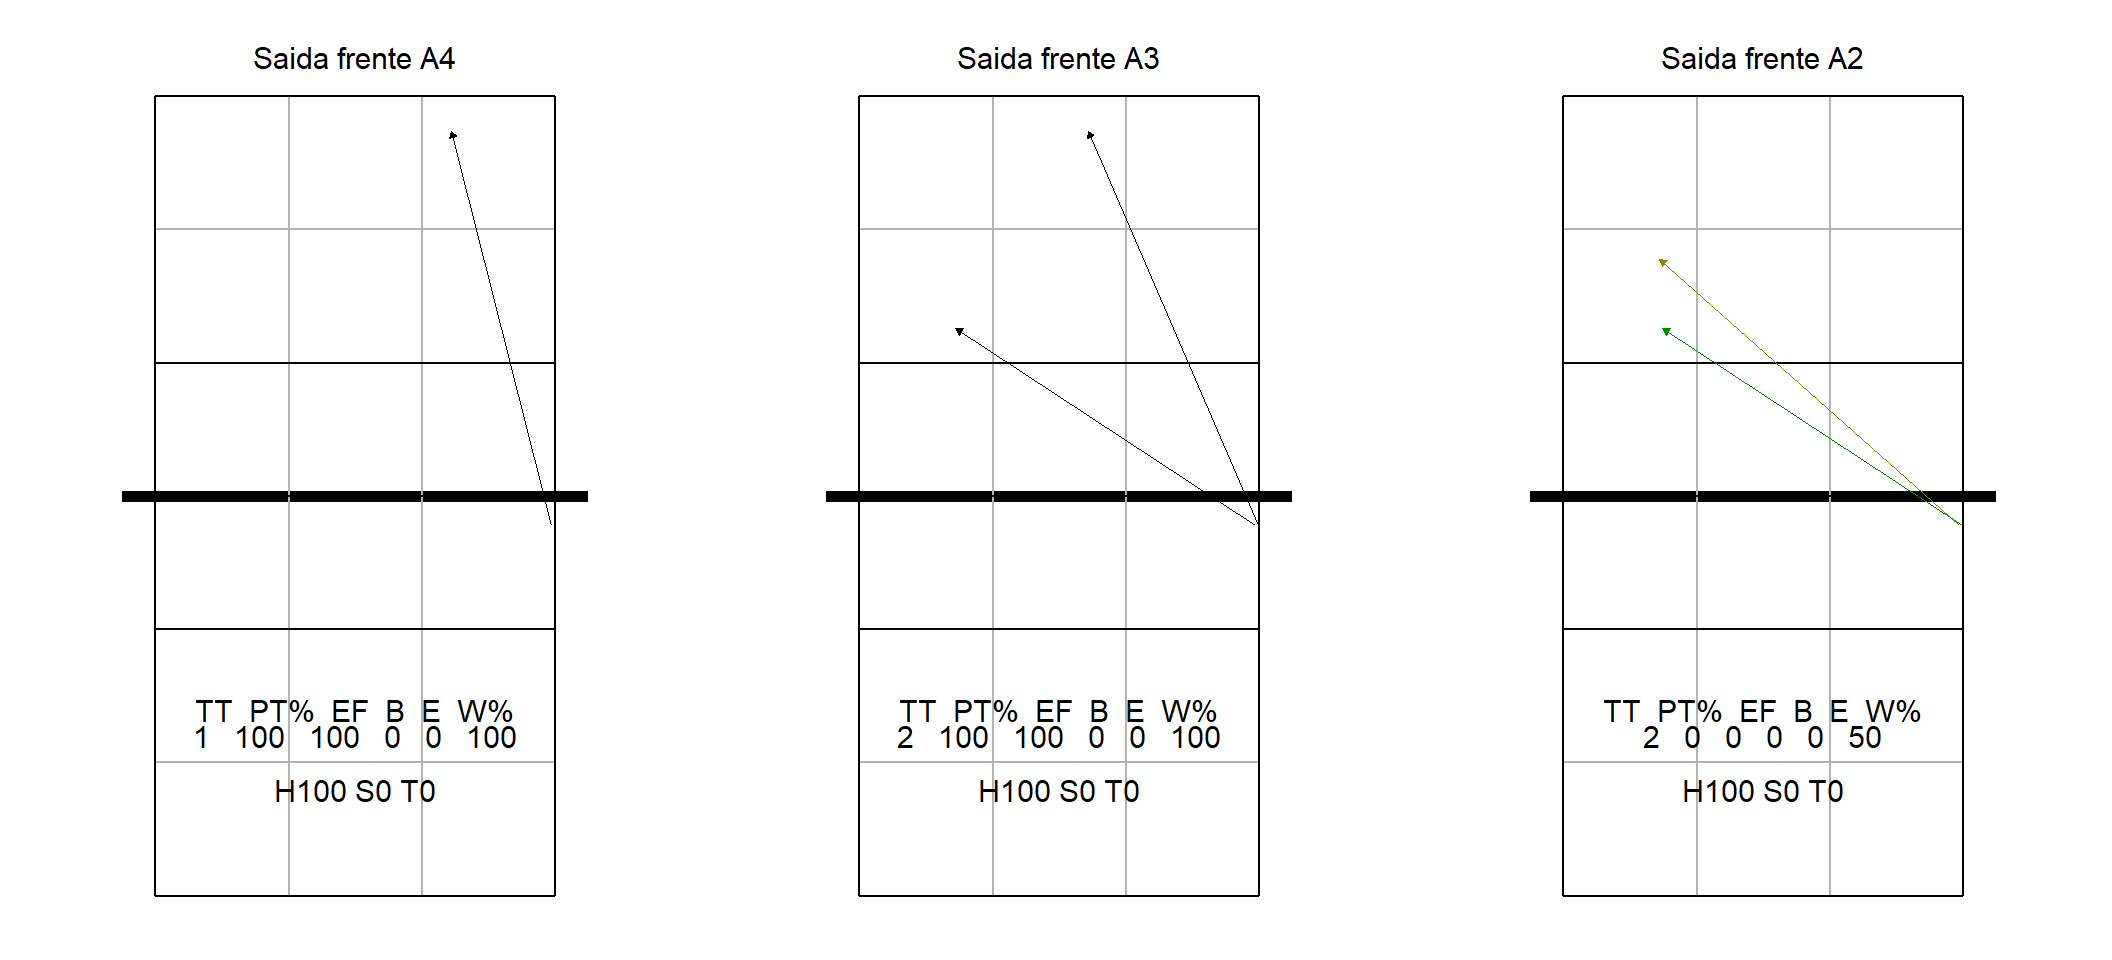 Saida frente A4
TT PT% EF B E W%
1 100 100 0 0 100
H100 S0 T0
Saida frente A3
TT PT% EF B E W%
2 100 100 0 0 100
H100 S0 T0
Saida frente A2
TT PT% EF B E W%
2 0 0 0 0 50
H100 S0 T0